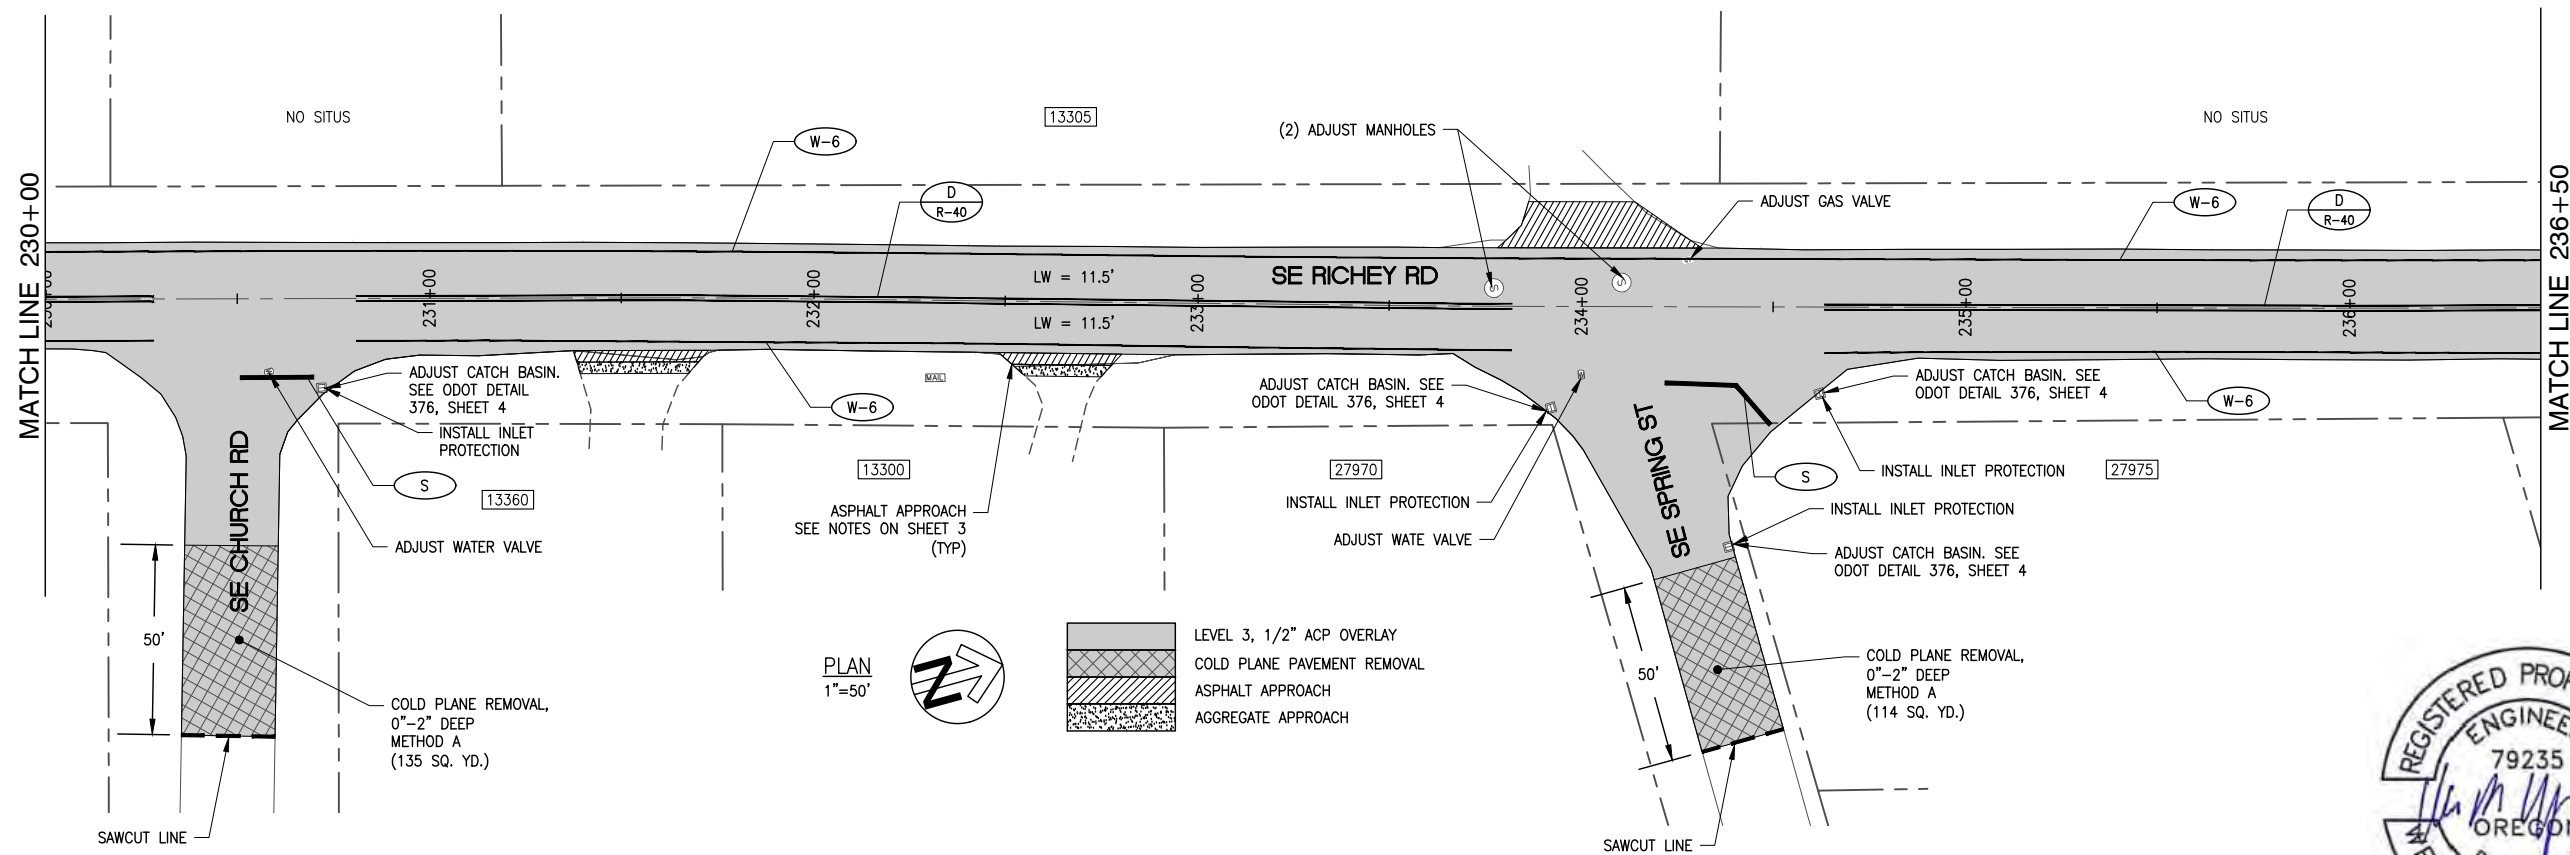 NO SITUS
13305
(2) ADJUST MANHOLES
NO SITUS
W-6
D
R-40
ADJUST GAS VALVE
W-6
D
R-40
MATCH LINE 230+00
MATCH LINE 236+50
LW = 11.5'
SE RICHEY RD
LW = 11.5'
231+00
232+00
233+00
234+00
235+00
236+00
S
S
ADJUST CATCH BASIN.
SEE ODOT DETAIL
376, SHEET 4
INSTALL INLET
PROTECTION
S
13360
ADJUST WATER VALVE
SE CHURCH RD
MAIL
W-6
13300
ASPHALT APPROACH
SEE NOTES ON SHEET 3
(TYP)
ADJUST CATCH BASIN. SEE
ODOT DETAIL 376, SHEET 4
27970
INSTALL INLET PROTECTION
ADJUST WATE VALVE
SE SPRING ST
ADJUST CATCH BASIN. SEE
ODOT DETAIL 376, SHEET 4
W-6
INSTALL INLET PROTECTION
27975
S
INSTALL INLET PROTECTION
ADJUST CATCH BASIN. SEE
ODOT DETAIL 376, SHEET 4
50'
COLD PLANE REMOVAL,
0"-2" DEEP
METHOD A
(135 SQ. YD.)
SAWCUT LINE
PLAN
1"=50'
N
LEVEL 3, 1/2" ACP OVERLAY
COLD PLANE PAVEMENT REMOVAL
ASPHALT APPROACH
AGGREGATE APPROACH
50'
COLD PLANE REMOVAL,
0"-2" DEEP
METHOD A
(114 SQ. YD.)
SAWCUT LINE
REGISTERED
79235